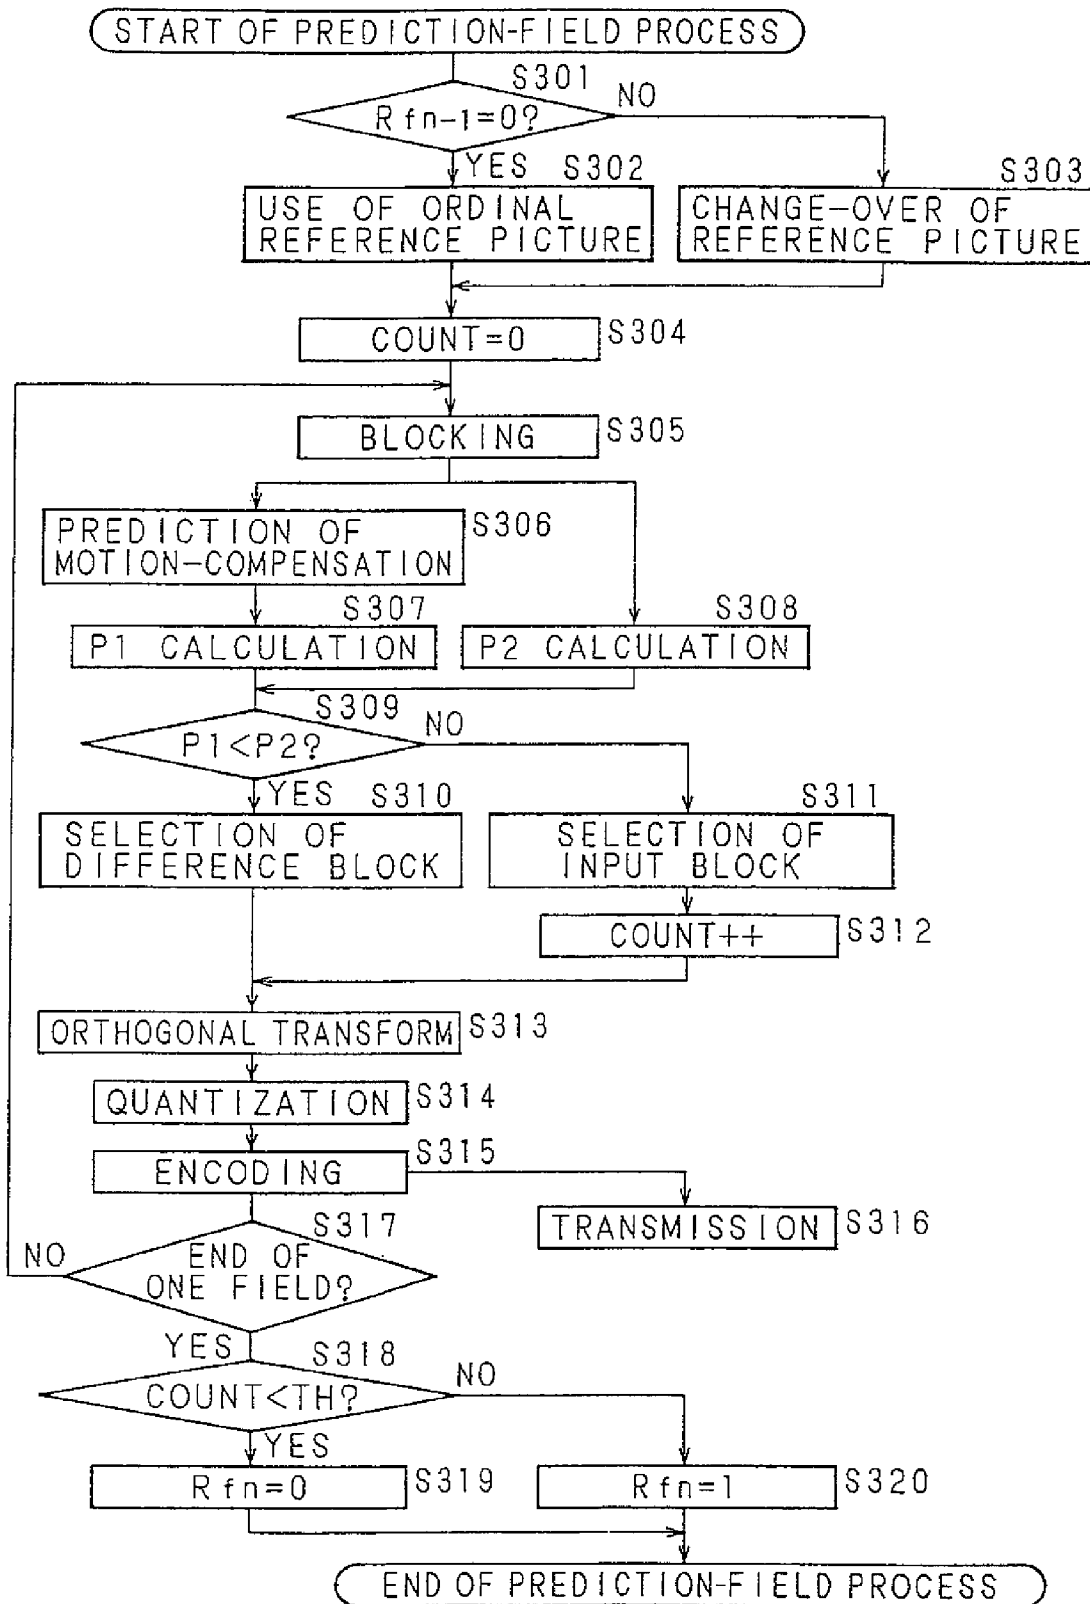 START OF PREDICTION-FIELD PROCESS
S301
Rfn-1=0?
NO
YES
S302
S303
USE OF ORDINAL
REFERENCE PICTURE
CHANGE-OVER OF
REFERENCE PICTURE
COUNT=0
S304
BLOCKING
S305
PREDICTION OF
MOTION-COMPENSATION
S306
S307
S308
P1 CALCULATION
P2 CALCULATION
S309
P1<P2?
NO
YES
S310
S311
SELECTION OF
DIFFERENCE BLOCK
SELECTION OF
INPUT BLOCK
COUNT++
S312
ORTHOGONAL TRANSFORM
S313
QUANTIZATION
S314
ENCODING
S315
TRANSMISSION
S316
S317
NO
END OF
ONE FIELD?
YES
S318
COUNT<TH?
NO
YES
Rfn=0
S319
Rfn=1
S320
END OF PREDICTION-FIELD PROCESS